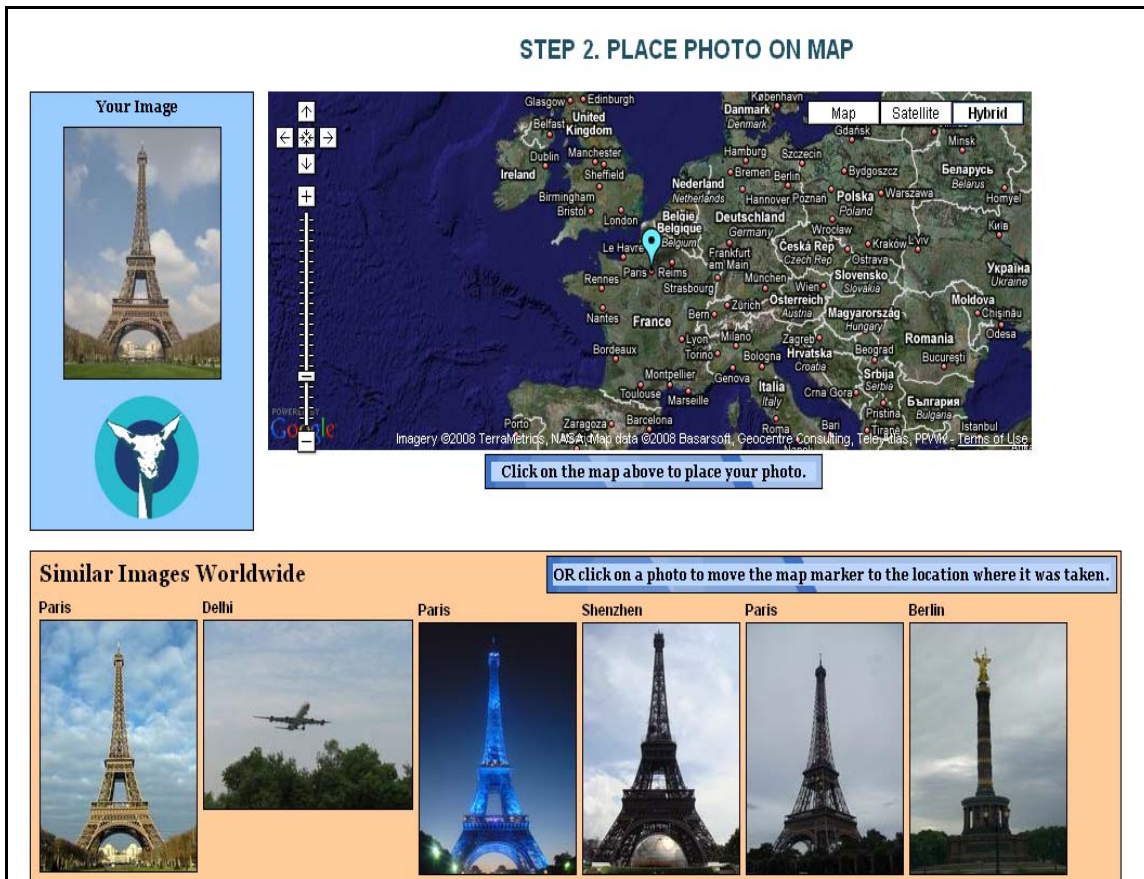 STEP 2. PLACE PHOTO ON MAP
Your Image
Map
Satellite
Hybrid
Glasgow
Edinburgh
København
Danmark
Denmark
Belfast
United
Kingdom
Gdańsk
Minsk
Dublin
Manchester
Hamburg
Szczecin
Беларусь
Belarus
Ireland
Sheffield
Bremen
Berlin
Bydgoszcz
Birmingham
Nederland
Netherlands
Hannover
Poznań
Polska
Poland
Warszawa
Homyel
Bristol
London
België
Belgique
Belgium
Deutschland
Germany
Wrocław
Київ
Le Havre
Frankfurt
am Main
Česká Rep
Czech Rep
Kraków
L'viv
Ostrava
Paris
Reims
Україна
Ukraine
Rennes
Strasbourg
München
Wien
Slovensko
Slovakia
Nantes
France
Bern
Zürich
Österreich
Austria
Magyarország
Hungary
Moldova
Chișinău
Odesa
Lyon
Milano
Torino
Zagreb
Romania
Bordeaux
Bologna
Hrvatska
Croatia
Beograd
București
Montpellier
Genova
Srbija
Serbia
Toulouse
Marseille
Italia
Italy
Crna Gora
България
Bulgaria
Porto
Zaragoza
Barcelona
Roma
Bari
Pristina
Tiranë
Istanbul
POWERED BY
Google
Imagery ©2008 TerraMetrics, NASA, Map data ©2008 Basarsoft, Geocentre Consulting, Tele Atlas, PPWK - Terms of Use
Click on the map above to place your photo.
Similar Images Worldwide
OR click on a photo to move the map marker to the location where it was taken.
Paris
Delhi
Paris
Shenzhen
Paris
Berlin